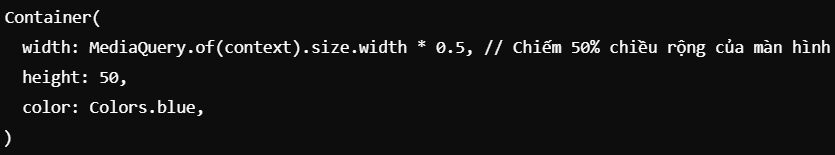 Container(
  width: MediaQuery.of(context).size.width * 0.5, // Chiếm 50% chiều rộng của màn hình
  height: 50,
  color: Colors.blue,
)